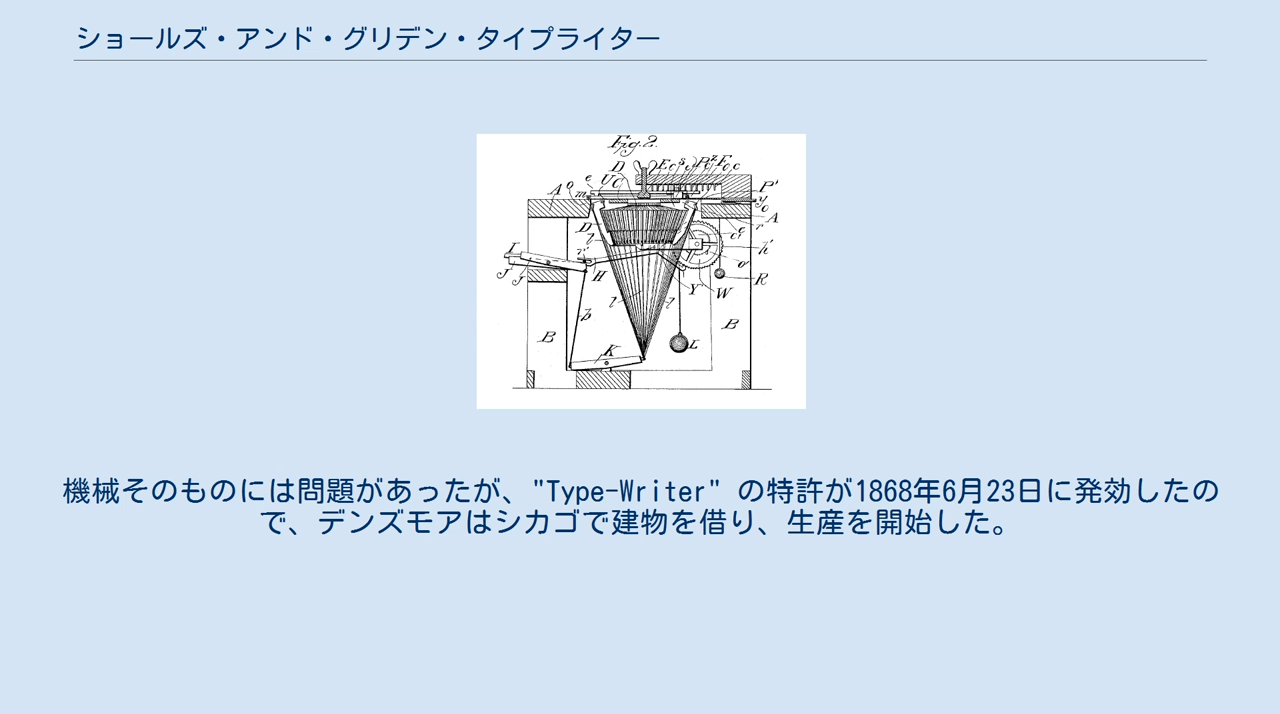 ショールズ・アンド・グリデン・タイプライター
Fig. 2.
D
E
e
U
C
A
o
m
P'
y
A
r
D
l
c'
e
h'
o'
I
J
J
r'
H
R
Y
W
l
l
b
B
B
L
K
機械そのものには問題があったが、"Type-Writer" の特許が1868年6月23日に発効したの
で、デンズモアはシカゴで建物を借り、生産を開始した。